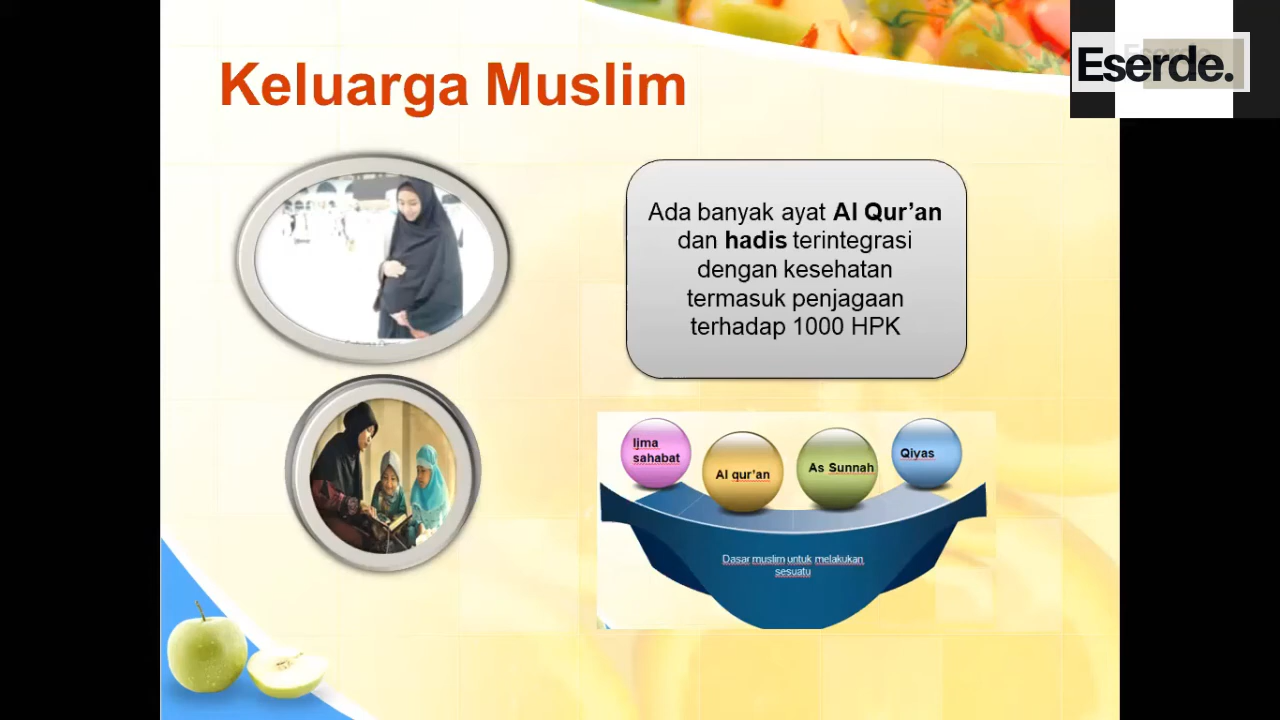 Eserde.
Keluarga Muslim
Ada banyak ayat Al Qur’an
dan hadis terintegrasi
dengan kesehatan
termasuk penjagaan
terhadap 1000 HPK
Ijma
sahabat
Al qur’an
As Sunnah
Qiyas
Dasar muslim untuk melakukan
sesuatu